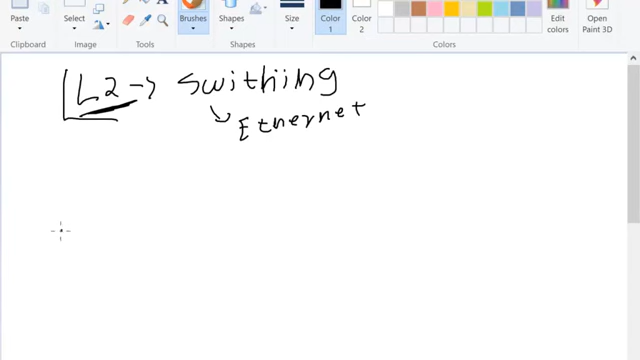 Select
Brushes
Shapes
Size
Color 1
Color 2
Edit colors
Open Paint 3D
Clipboard
Image
Tools
Shapes
Colors
L2 -> Swithing
Ethernet